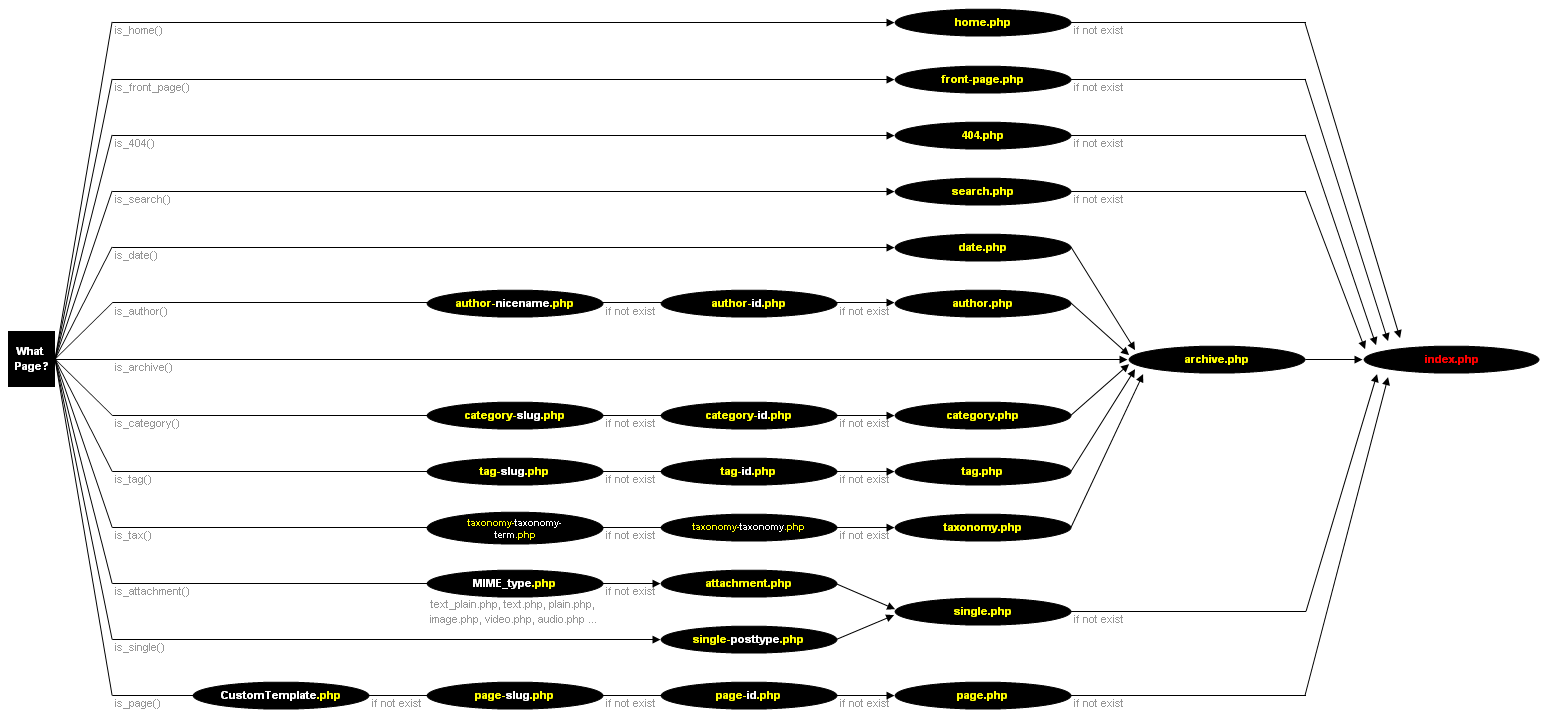 home.php
is_home()
if not exist
front-page.php
is_front_page()
if not exist
404.php
is_404()
if not exist
search.php
is_search()
if not exist
date.php
is_date()
author-nicename.php
author-id.php
author.php
is_author()
if not exist
if not exist
What
Page?
archive.php
index.php
is_archive()
category-slug.php
category-id.php
category.php
is_category()
if not exist
if not exist
tag-slug.php
tag-id.php
tag.php
is_tag()
if not exist
if not exist
taxonomy-taxonomy-
term.php
taxonomy-taxonomy.php
taxonomy.php
is_tax()
if not exist
if not exist
MIME_type.php
attachment.php
is_attachment()
if not exist
text_plain.php, text.php, plain.php,
image.php, video.php, audio.php ...
single.php
if not exist
single-posttype.php
is_single()
CustomTemplate.php
page-slug.php
page-id.php
page.php
is_page()
if not exist
if not exist
if not exist
if not exist